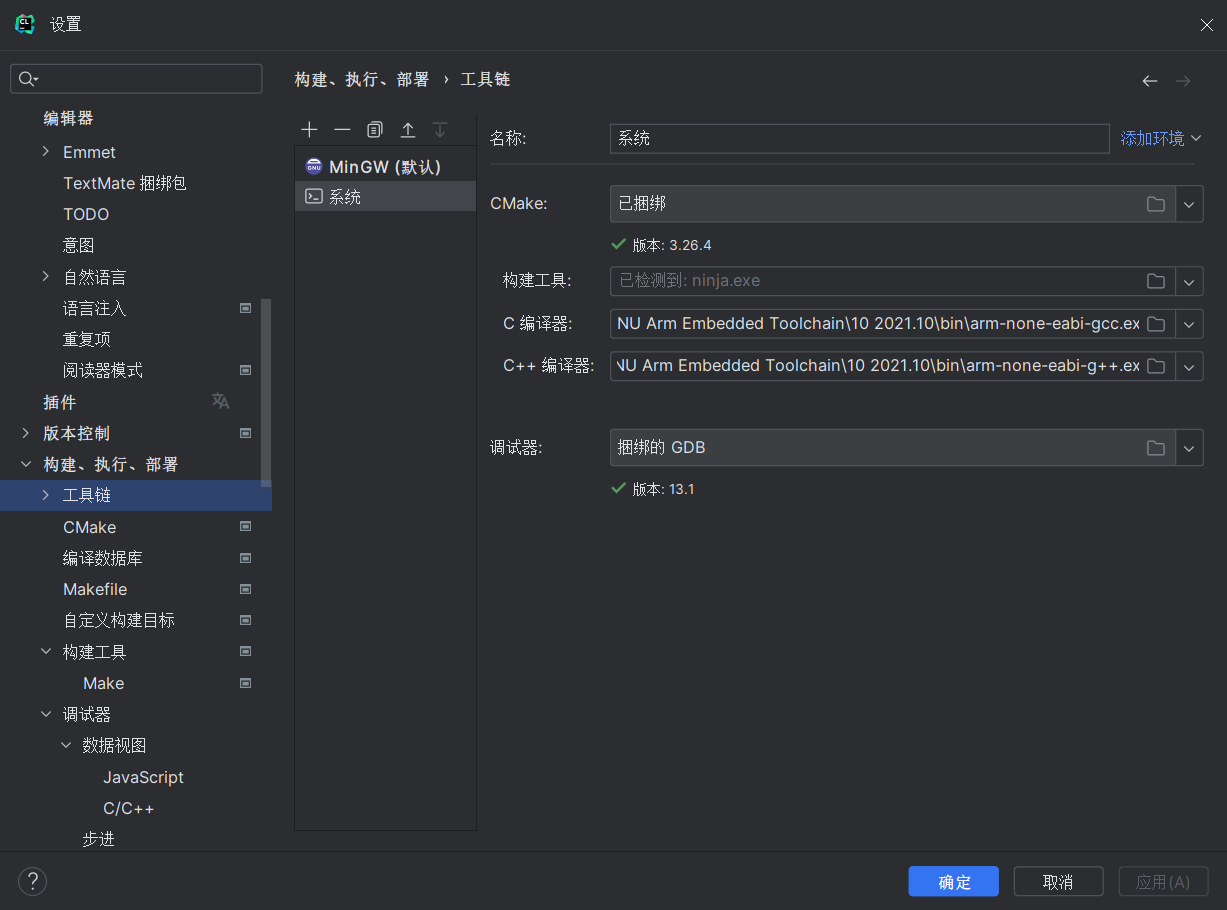 设置
编辑器
Emmet
TextMate 捆绑包
TODO
意图
自然语言
语言注入
重复项
阅读器模式
插件
版本控制
构建、执行、部署
工具链
CMake
编译数据库
Makefile
自定义构建目标
构建工具
Make
调试器
数据视图
JavaScript
C/C++
步进
构建、执行、部署 › 工具链
MinGW (默认)
系统
名称: 系统 添加环境
CMake: 已捆绑
版本: 3.26.4
构建工具: 已检测到: ninja.exe
C 编译器: NU Arm Embedded Toolchain\10 2021.10\bin\arm-none-eabi-gcc.ex
C++ 编译器: NU Arm Embedded Toolchain\10 2021.10\bin\arm-none-eabi-g++.ex
调试器: 捆绑的 GDB
版本: 13.1
?
确定 取消 应用(A)